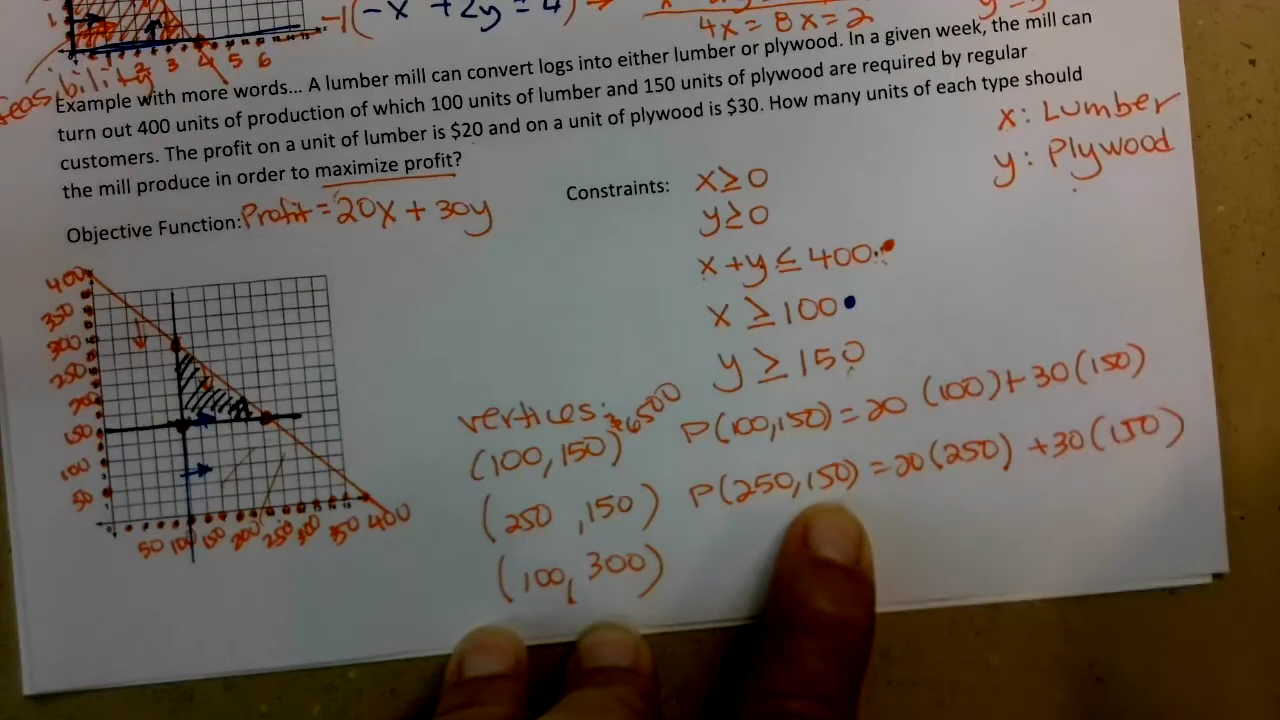 -1(-x +2y = 4)
4x = 8 x = 2
1
2 3 4 5 6
feasibility
Example with more words... A lumber mill can convert logs into either lumber or plywood. In a given week, the mill can
turn out 400 units of production of which 100 units of lumber and 150 units of plywood are required by regular
customers. The profit on a unit of lumber is $20 and on a unit of plywood is $30. How many units of each type should
the mill produce in order to maximize profit?
x: Lumber
y: Plywood
Objective Function: Profit = 20x + 30y
Constraints: x ≥ 0
y ≥ 0
x + y ≤ 400
x ≥ 100
y ≥ 150
400
350
300
250
200
150
100
50
50 100 150 200 250 300 350 400
vertices:
$6500
(100, 150) P(100,150) = 20 (100) + 30 (150)
(250, 150) P(250,150) = 20 (250) + 30 (150)
(100, 300)